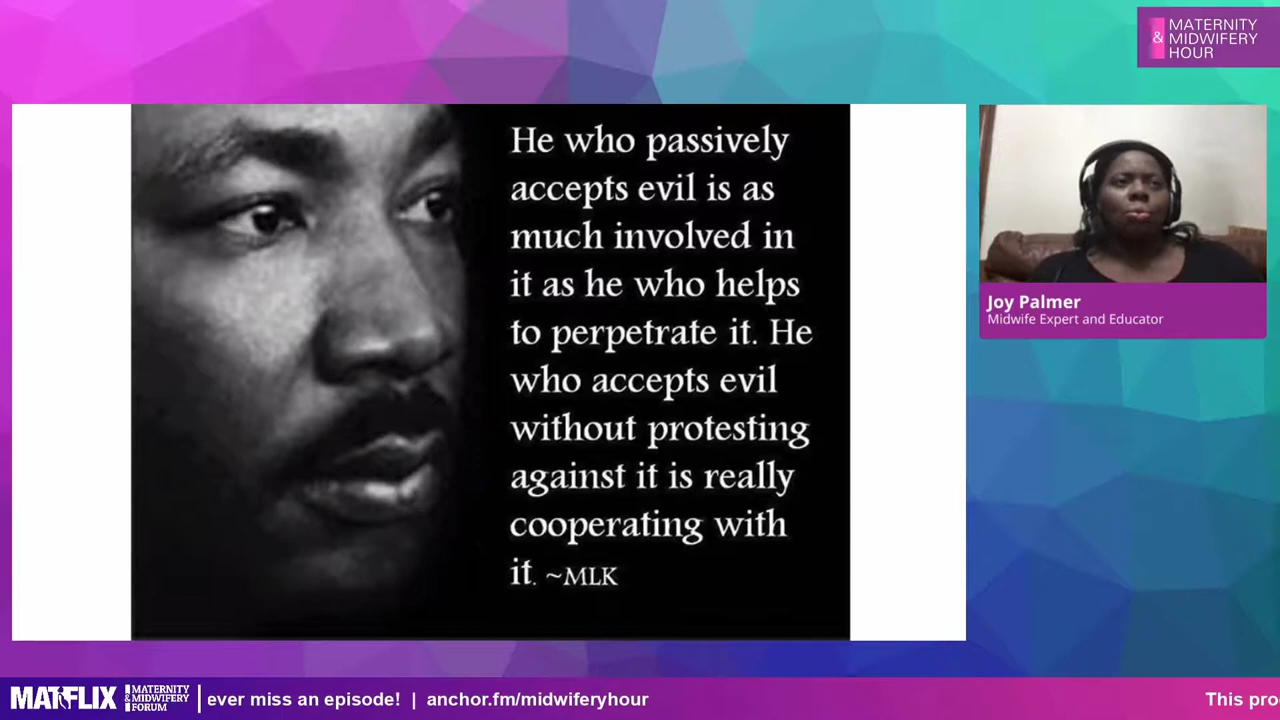 MATERNITY
& MIDWIFERY
HOUR
He who passively
accepts evil is as
much involved in
it as he who helps
to perpetrate it. He
who accepts evil
without protesting
against it is really
cooperating with
it. ~MLK
Joy Palmer
Midwife Expert and Educator
MATFLIX
MATERNITY
& MIDWIFERY
FORUM
ever miss an episode! | anchor.fm/midwiferyhour
This pro